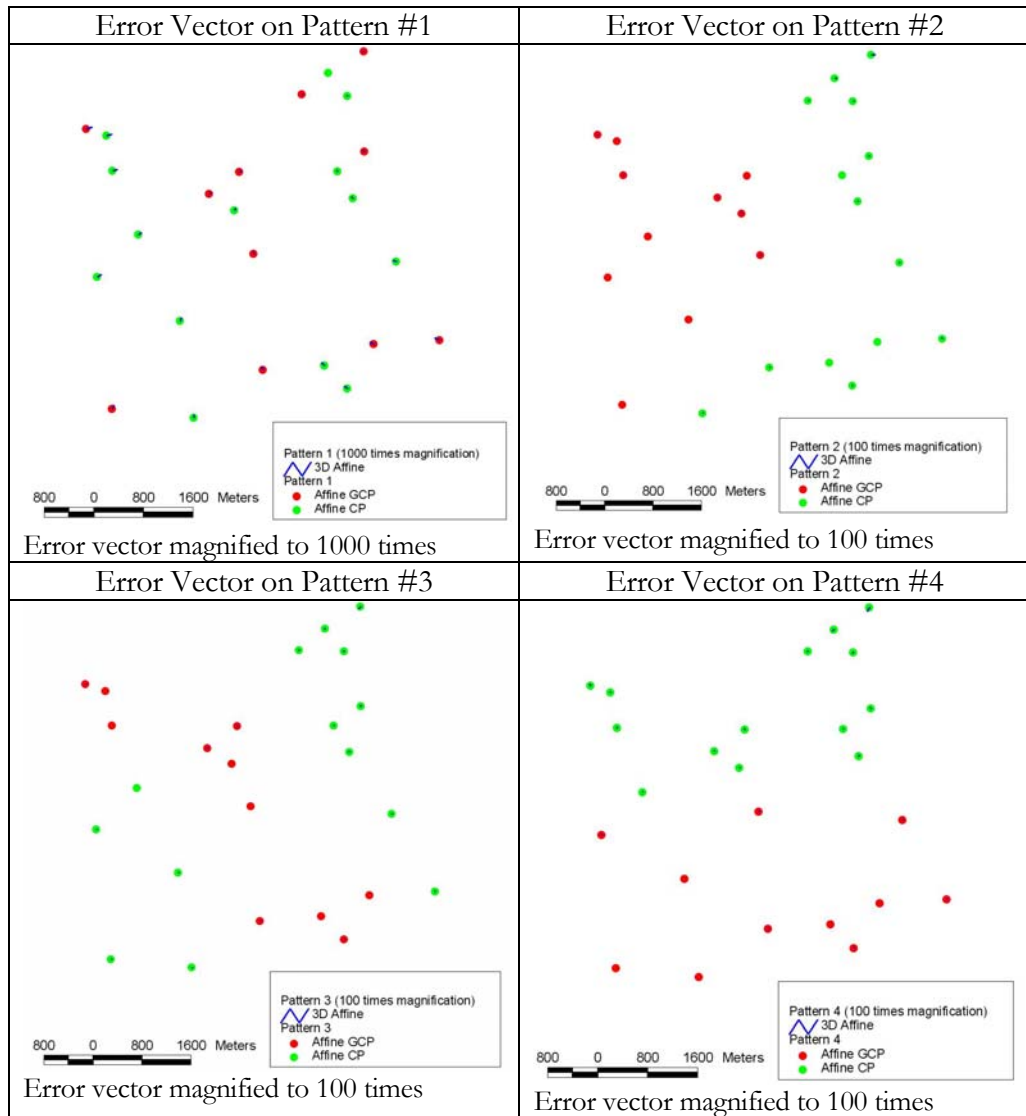 Error Vector on Pattern #1
Error Vector on Pattern #2
Pattern 1 (1000 times magnification)
3D Affine
Pattern 1
Affine GCP
Affine CP
800 0 800 1600 Meters
Error vector magnified to 1000 times
Pattern 2 (100 times magnification)
3D Affine
Pattern 2
Affine GCP
Affine CP
800 0 800 1600 Meters
Error vector magnified to 100 times
Error Vector on Pattern #3
Error Vector on Pattern #4
Pattern 3 (100 times magnification)
3D Affine
Pattern 3
Affine GCP
Affine CP
800 0 800 1600 Meters
Error vector magnified to 100 times
Pattern 4 (100 times magnification)
3D Affine
Pattern 4
Affine GCP
Affine CP
800 0 800 1600 Meters
Error vector magnified to 100 times